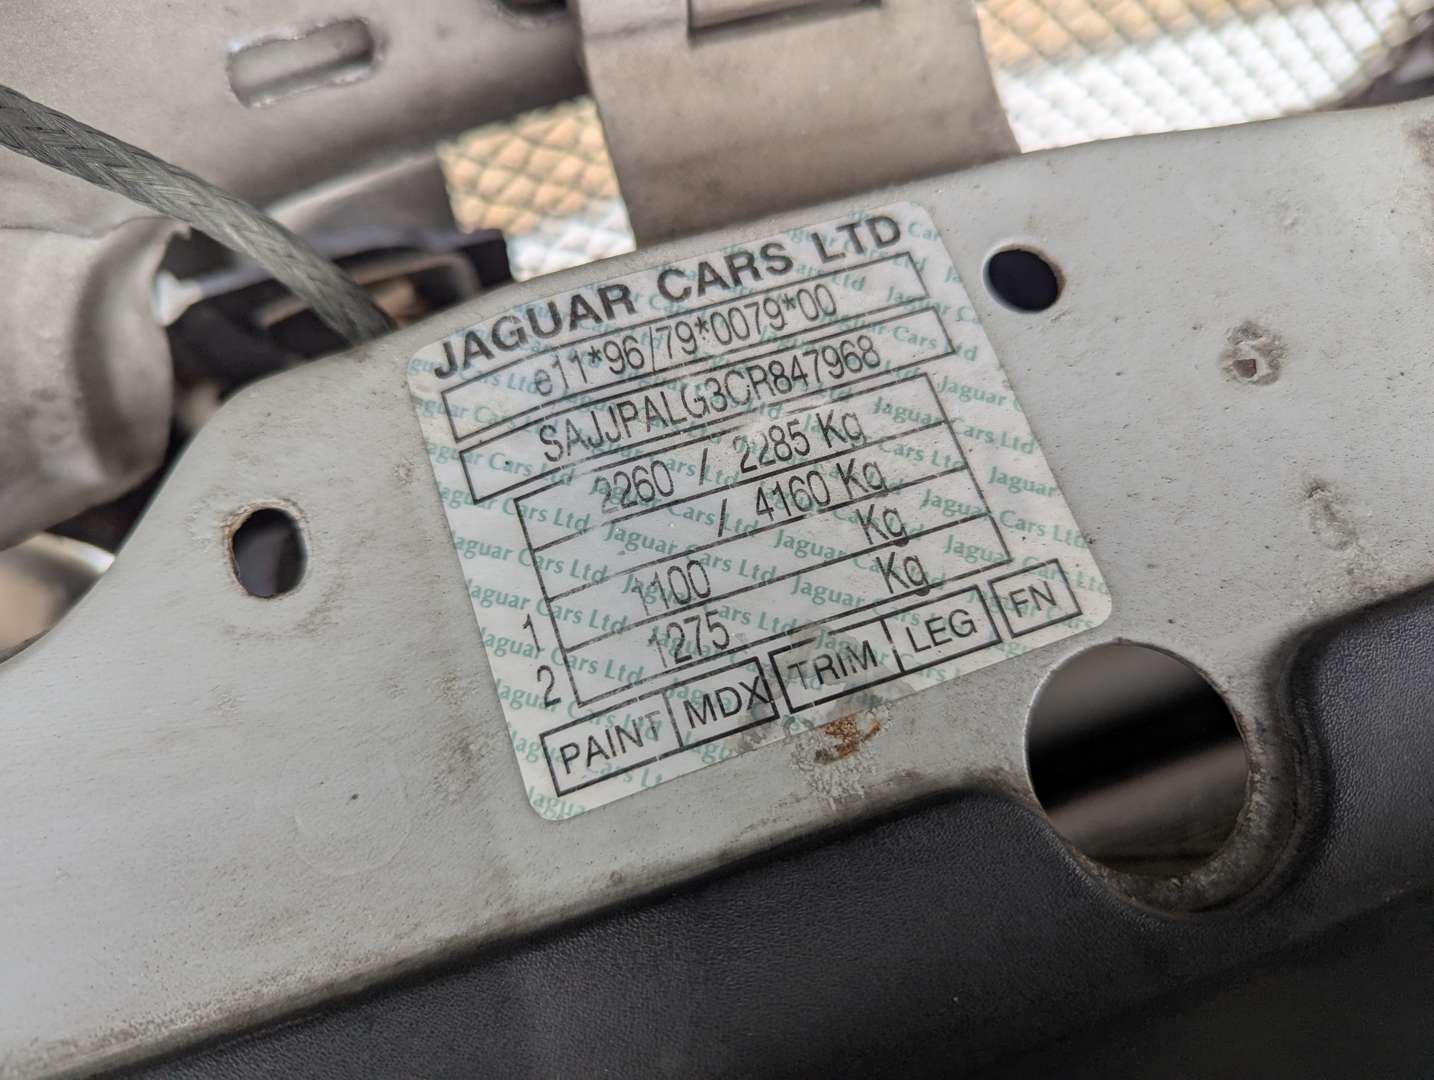 JAGUAR CARS LTD
e11*96/79*0079*00
SAJJPALG3CR847968
2260 / 2285 Kg
/ 4160 Kg
1 1100 Kg
2 1275 Kg
PAINT MDX TRIM LEG FN